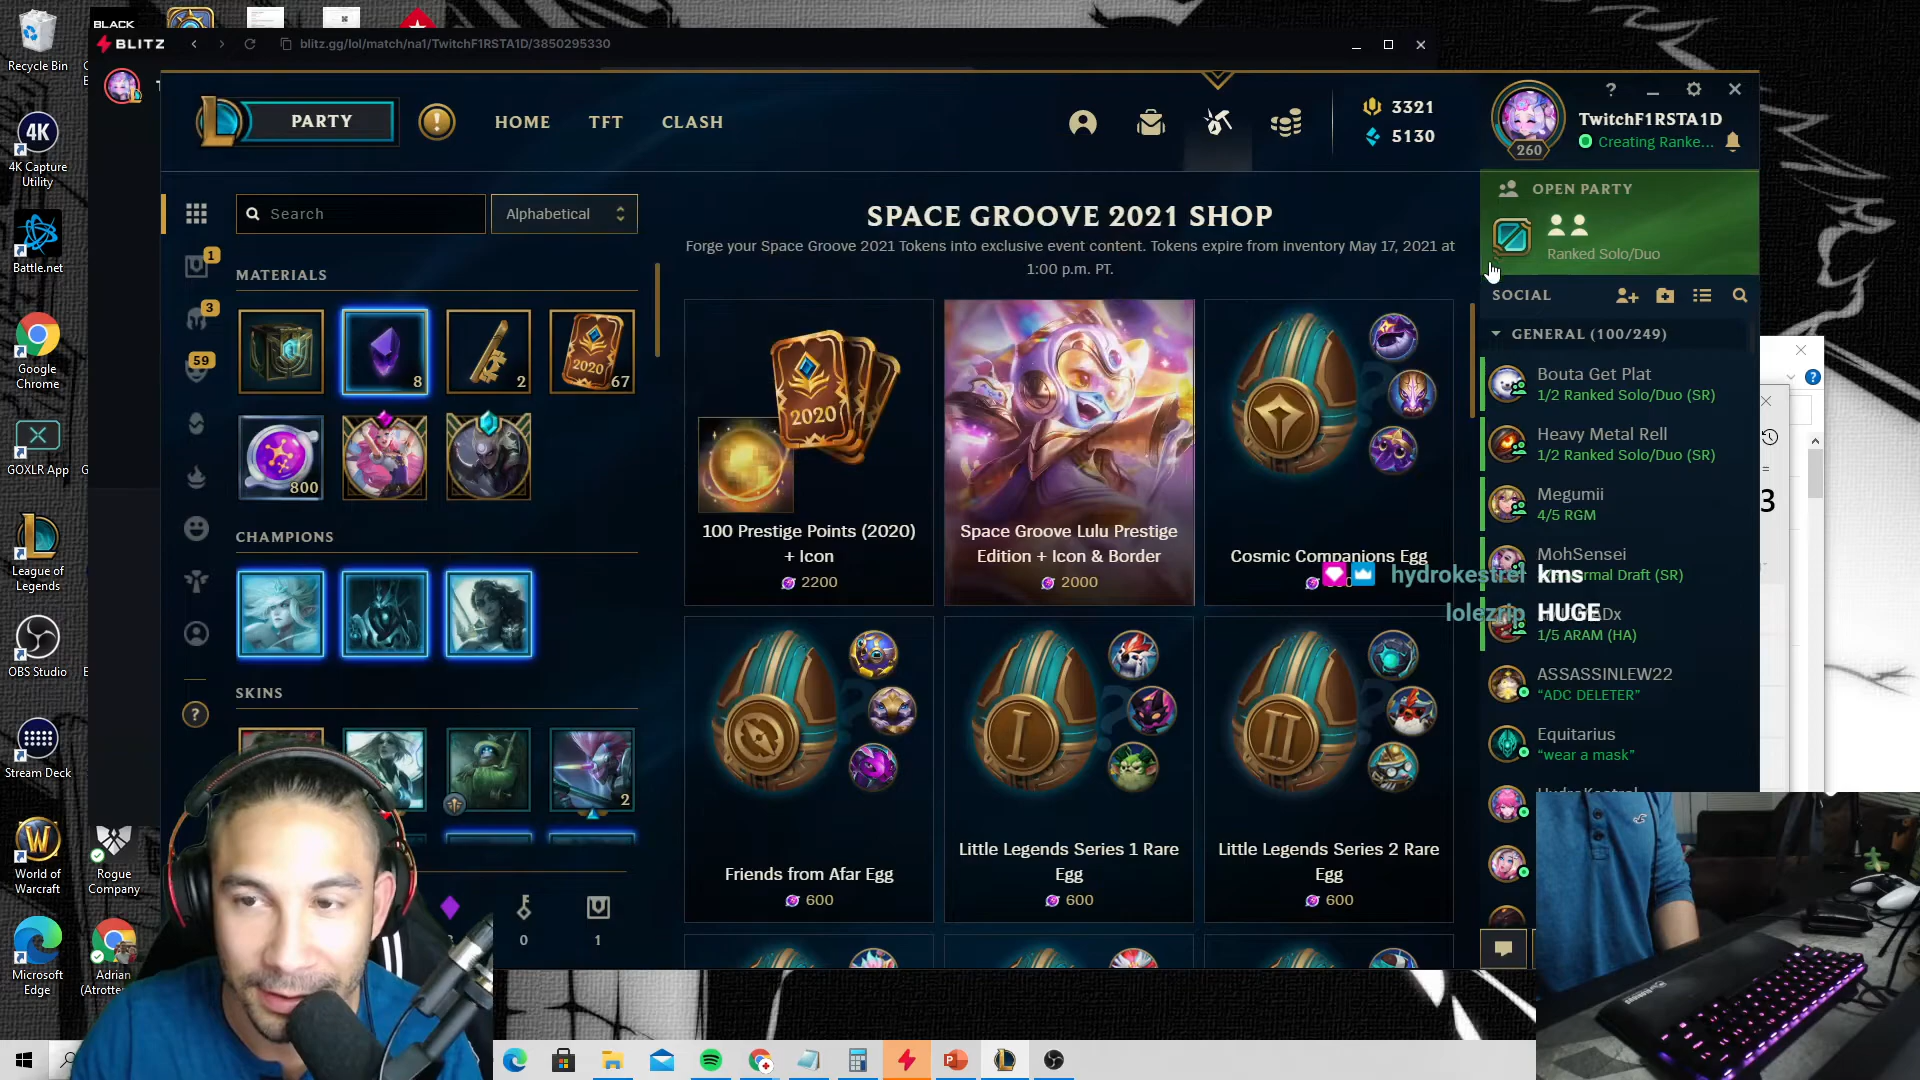 Recycle Bin
BLACK
BLITZ
blitz.gg/lol/match/na1/TwitchF1RSTA1D/3850295330
4K
4K Capture
Utility
Battle.net
Google
Chrome
GOXLR App
League of
Legends
OBS Studio
Stream Deck
World of
Warcraft
Rogue
Company
Microsoft
Edge
Adrian
PARTY
HOME
TFT
CLASH
3321
5130
260
TwitchF1RSTA1D
Creating Ranke...
Search
Alphabetical
1
3
59
MATERIALS
8
2
2020
67
800
CHAMPIONS
SKINS
2
0
1
SPACE GROOVE 2021 SHOP
Forge your Space Groove 2021 Tokens into exclusive event content. Tokens expire from inventory May 17, 2021 at
1:00 p.m. PT.
2020
100 Prestige Points (2020)
+ Icon
2200
Space Groove Lulu Prestige
Edition + Icon & Border
2000
Cosmic Companions Egg
Friends from Afar Egg
600
I
Little Legends Series 1 Rare
Egg
600
II
Little Legends Series 2 Rare
Egg
600
OPEN PARTY
Ranked Solo/Duo
SOCIAL
GENERAL (100/249)
Bouta Get Plat
1/2 Ranked Solo/Duo (SR)
Heavy Metal Rell
1/2 Ranked Solo/Duo (SR)
Megumii
4/5 RGM
MohSensei
hydrokestrel kms
lolezrip HUGE
1/5 ARAM (HA)
ASSASSINLEW22
“ADC DELETER”
Equitarius
“wear a mask”
HydroKestrel
=
3